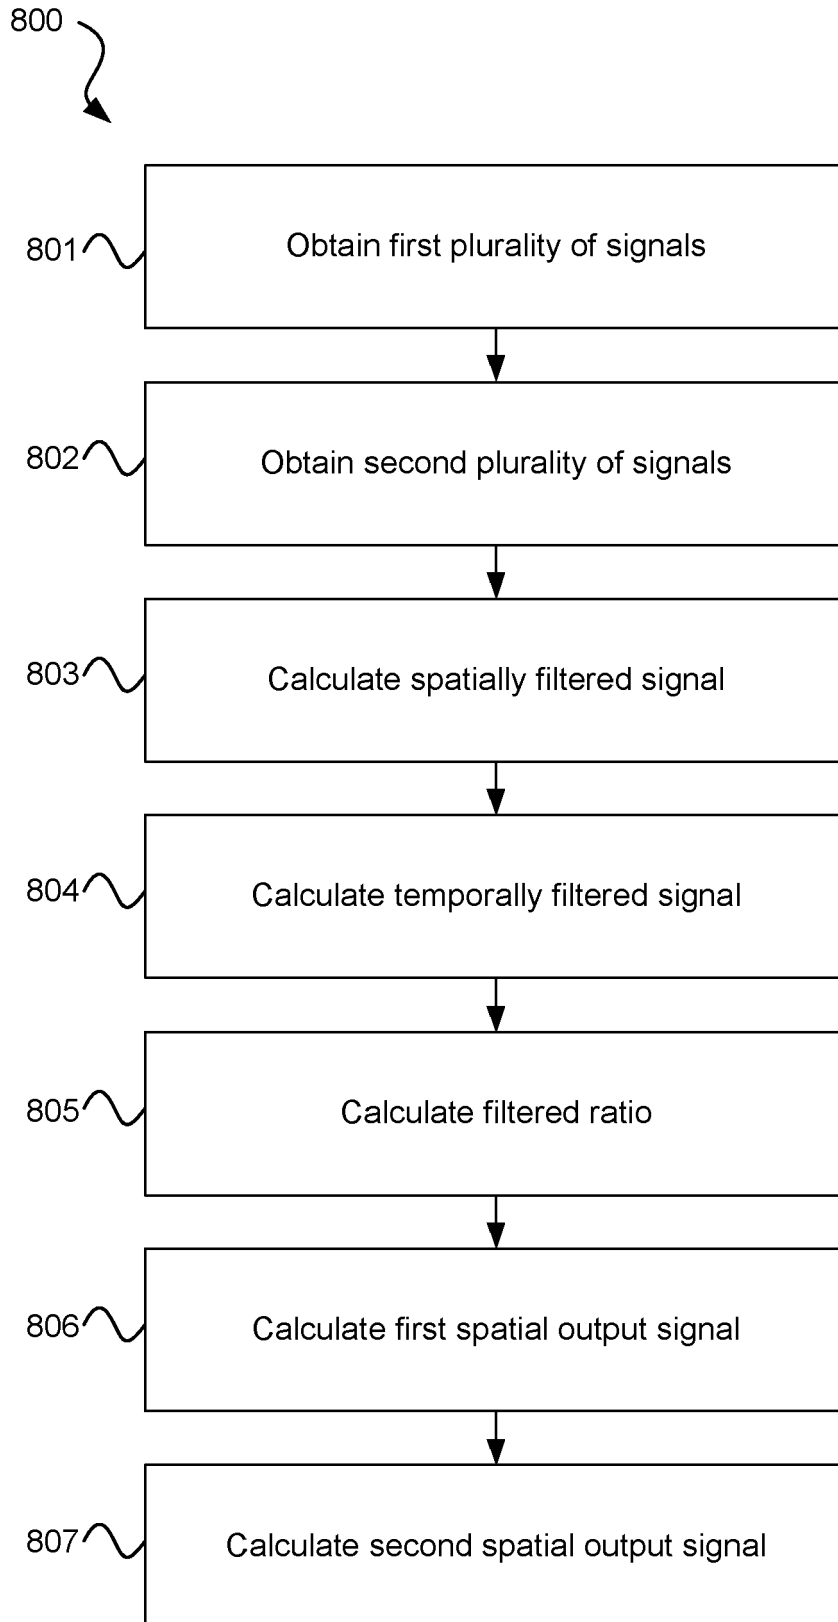 800
801
Obtain first plurality of signals
802
Obtain second plurality of signals
803
Calculate spatially filtered signal
804
Calculate temporally filtered signal
805
Calculate filtered ratio
806
Calculate first spatial output signal
807
Calculate second spatial output signal